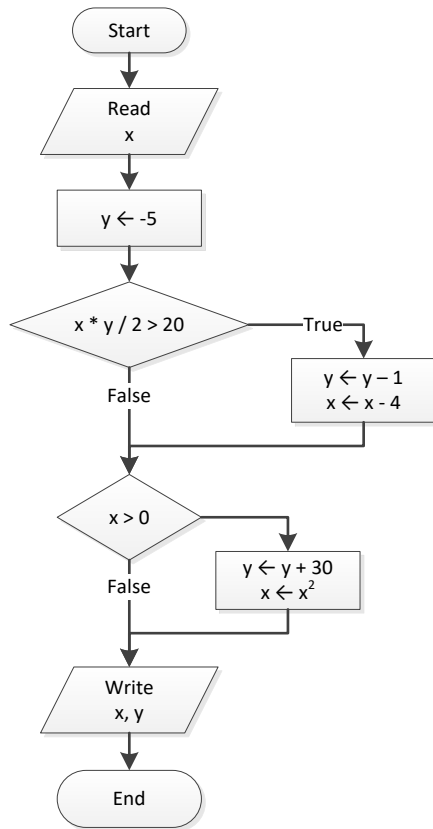 Start
Read
x
y ← -5
x * y / 2 > 20
True
y ← y – 1
x ← x - 4
False
x > 0
y ← y + 30
x ← x²
False
Write
x, y
End